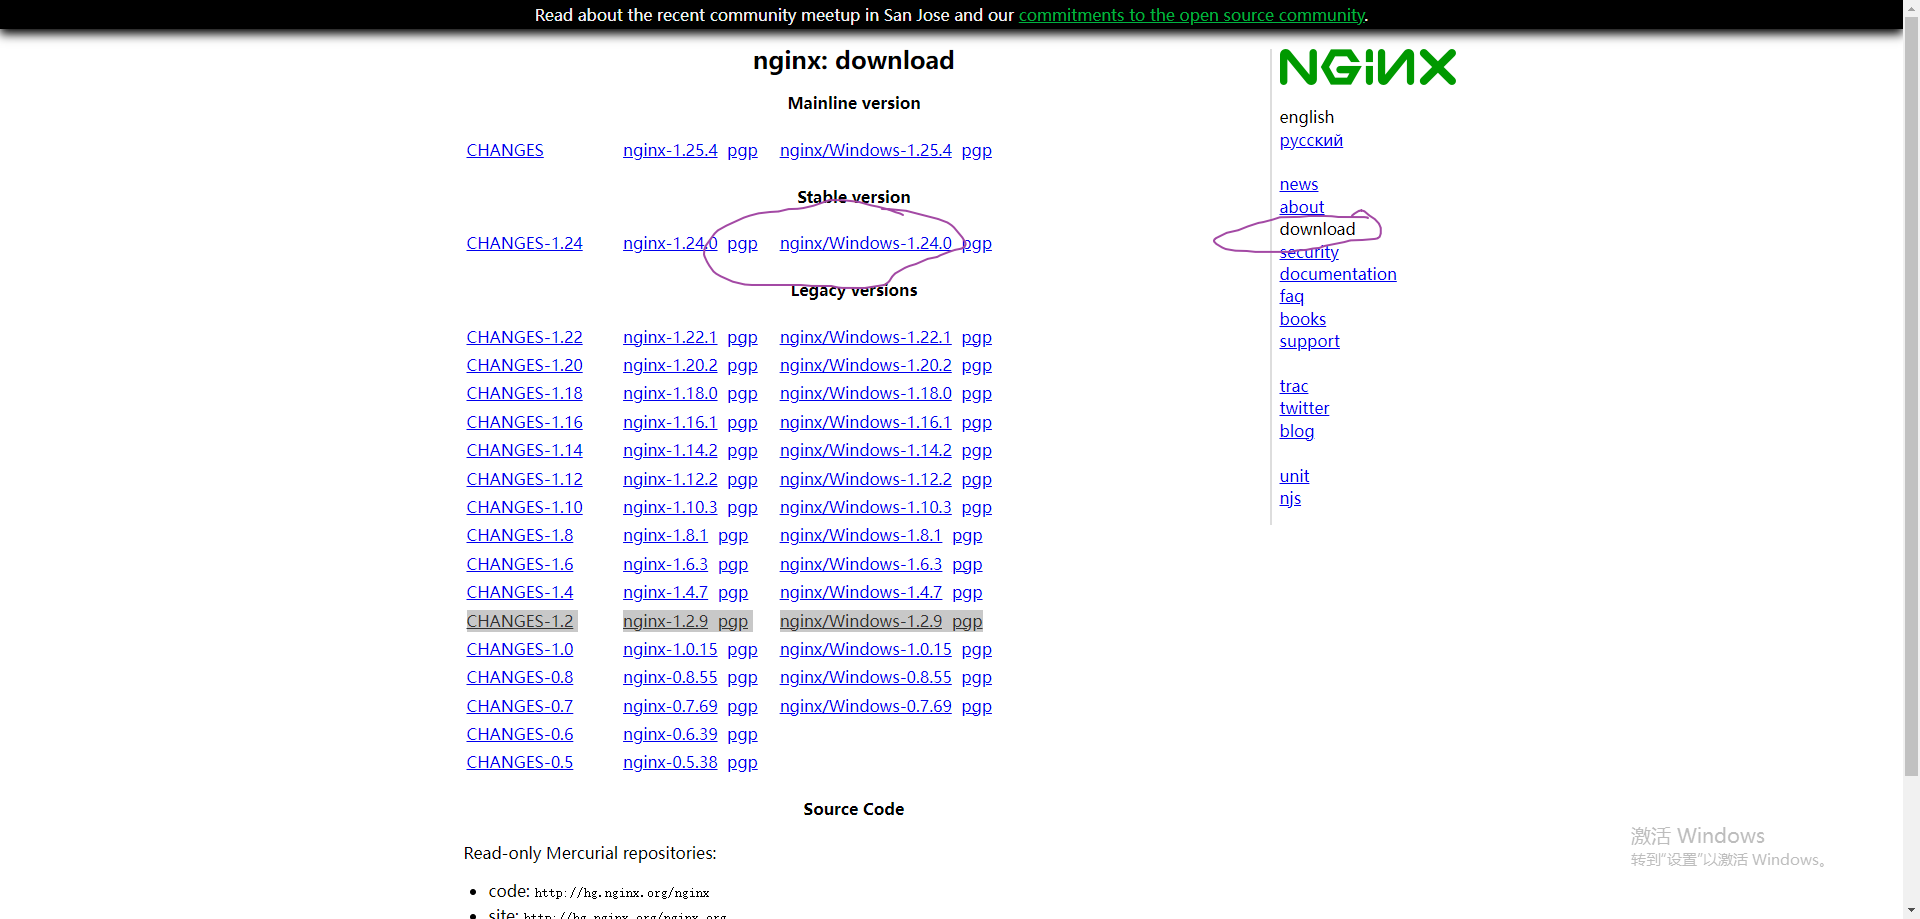 Read about the recent community meetup in San Jose and our commitments to the open source community.
nginx: download
Mainline version
CHANGES nginx-1.25.4 pgp nginx/Windows-1.25.4 pgp
Stable version
CHANGES-1.24 nginx-1.24.0 pgp nginx/Windows-1.24.0 pgp
Legacy versions
CHANGES-1.22 nginx-1.22.1 pgp nginx/Windows-1.22.1 pgp
CHANGES-1.20 nginx-1.20.2 pgp nginx/Windows-1.20.2 pgp
CHANGES-1.18 nginx-1.18.0 pgp nginx/Windows-1.18.0 pgp
CHANGES-1.16 nginx-1.16.1 pgp nginx/Windows-1.16.1 pgp
CHANGES-1.14 nginx-1.14.2 pgp nginx/Windows-1.14.2 pgp
CHANGES-1.12 nginx-1.12.2 pgp nginx/Windows-1.12.2 pgp
CHANGES-1.10 nginx-1.10.3 pgp nginx/Windows-1.10.3 pgp
CHANGES-1.8 nginx-1.8.1 pgp nginx/Windows-1.8.1 pgp
CHANGES-1.6 nginx-1.6.3 pgp nginx/Windows-1.6.3 pgp
CHANGES-1.4 nginx-1.4.7 pgp nginx/Windows-1.4.7 pgp
CHANGES-1.2 nginx-1.2.9 pgp nginx/Windows-1.2.9 pgp
CHANGES-1.0 nginx-1.0.15 pgp nginx/Windows-1.0.15 pgp
CHANGES-0.8 nginx-0.8.55 pgp nginx/Windows-0.8.55 pgp
CHANGES-0.7 nginx-0.7.69 pgp nginx/Windows-0.7.69 pgp
CHANGES-0.6 nginx-0.6.39 pgp
CHANGES-0.5 nginx-0.5.38 pgp
Source Code
Read-only Mercurial repositories:
• code: http://hg.nginx.org/nginx
• site: http://hg.nginx.org/nginx.org
NGINX
english
русский
news
about
download
security
documentation
faq
books
support
trac
twitter
blog
unit
njs
激活 Windows
转到"设置"以激活 Windows。